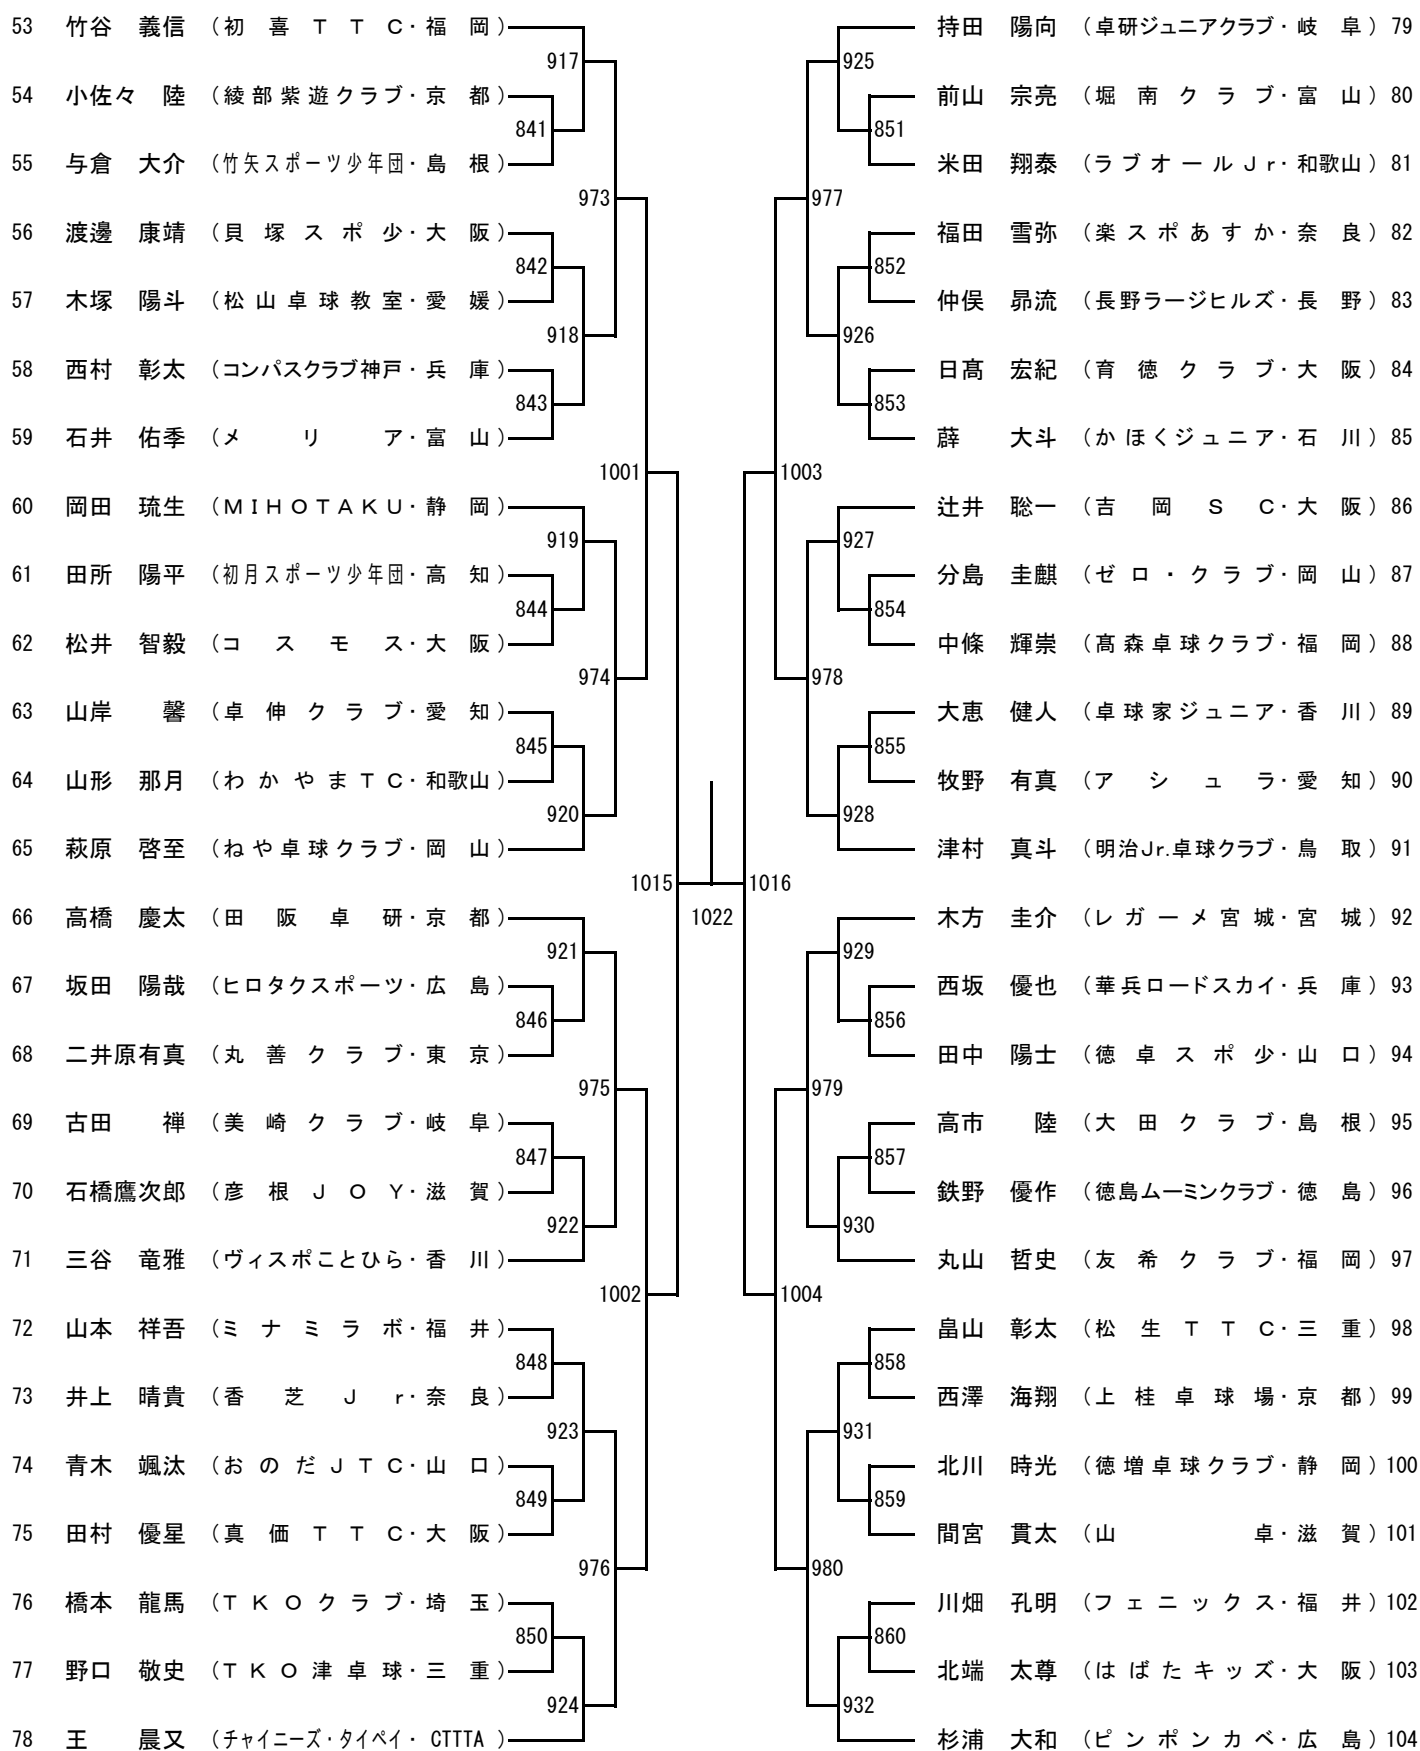 53 竹谷 義信 (初喜TTC・福岡)
917
54 小佐々 陸 (綾部紫遊クラブ・京都)
841
55 与倉 大介 (竹矢スポーツ少年団・島根)
973
56 渡邊 康靖 (貝塚スポ少・大阪)
842
57 木塚 陽斗 (松山卓球教室・愛媛)
918
58 西村 彰太 (コンパスクラブ神戸・兵庫)
843
59 石井 佑季 (メリア・富山)
1001
60 岡田 琉生 (MIHOTAKU・静岡)
919
61 田所 陽平 (初月スポーツ少年団・高知)
844
62 松井 智毅 (コスモス・大阪)
974
63 山岸 馨 (卓伸クラブ・愛知)
845
64 山形 那月 (わかやまTC・和歌山)
920
65 萩原 啓至 (ねや卓球クラブ・岡山)
1015
66 高橋 慶太 (田阪卓研・京都)
921
67 坂田 陽哉 (ヒロタクスポーツ・広島)
846
68 二井原有真 (丸善クラブ・東京)
975
69 古田 禅 (美崎クラブ・岐阜)
847
70 石橋鷹次郎 (彦根JOY・滋賀)
922
71 三谷 竜雅 (ヴィスポことひら・香川)
1002
72 山本 祥吾 (ミナミラボ・福井)
848
73 井上 晴貴 (香芝Jr・奈良)
923
74 青木 颯汰 (おのだJTC・山口)
849
75 田村 優星 (真価TTC・大阪)
976
76 橋本 龍馬 (TKOクラブ・埼玉)
850
77 野口 敬史 (TKO津卓球・三重)
924
78 王 晨又 (チャイニーズ・タイペイ・CTTTA)
1022
持田 陽向 (卓研ジュニアクラブ・岐阜) 79
925
前山 宗亮 (堀南クラブ・富山) 80
851
米田 翔泰 (ラブオールJr・和歌山) 81
977
福田 雪弥 (楽スポあすか・奈良) 82
852
仲俣 昴流 (長野ラージヒルズ・長野) 83
926
日髙 宏紀 (育徳クラブ・大阪) 84
853
薛 大斗 (かほくジュニア・石川) 85
1003
辻井 聡一 (吉岡SC・大阪) 86
927
分島 圭麒 (ゼロ・クラブ・岡山) 87
854
中條 輝崇 (髙森卓球クラブ・福岡) 88
978
大恵 健人 (卓球家ジュニア・香川) 89
855
牧野 有真 (アシュラ・愛知) 90
928
津村 真斗 (明治Jr.卓球クラブ・鳥取) 91
1016
木方 圭介 (レガーメ宮城・宮城) 92
929
西坂 優也 (華兵ロードスカイ・兵庫) 93
856
田中 陽士 (徳卓スポ少・山口) 94
979
高市 陸 (大田クラブ・島根) 95
857
鉄野 優作 (徳島ムーミンクラブ・徳島) 96
930
丸山 哲史 (友希クラブ・福岡) 97
1004
畠山 彰太 (松生TTC・三重) 98
858
西澤 海翔 (上桂卓球場・京都) 99
931
北川 時光 (徳増卓球クラブ・静岡) 100
859
間宮 貫太 (山卓・滋賀) 101
980
川畑 孔明 (フェニックス・福井) 102
860
北端 太尊 (はばたキッズ・大阪) 103
932
杉浦 大和 (ピンポンカベ・広島) 104